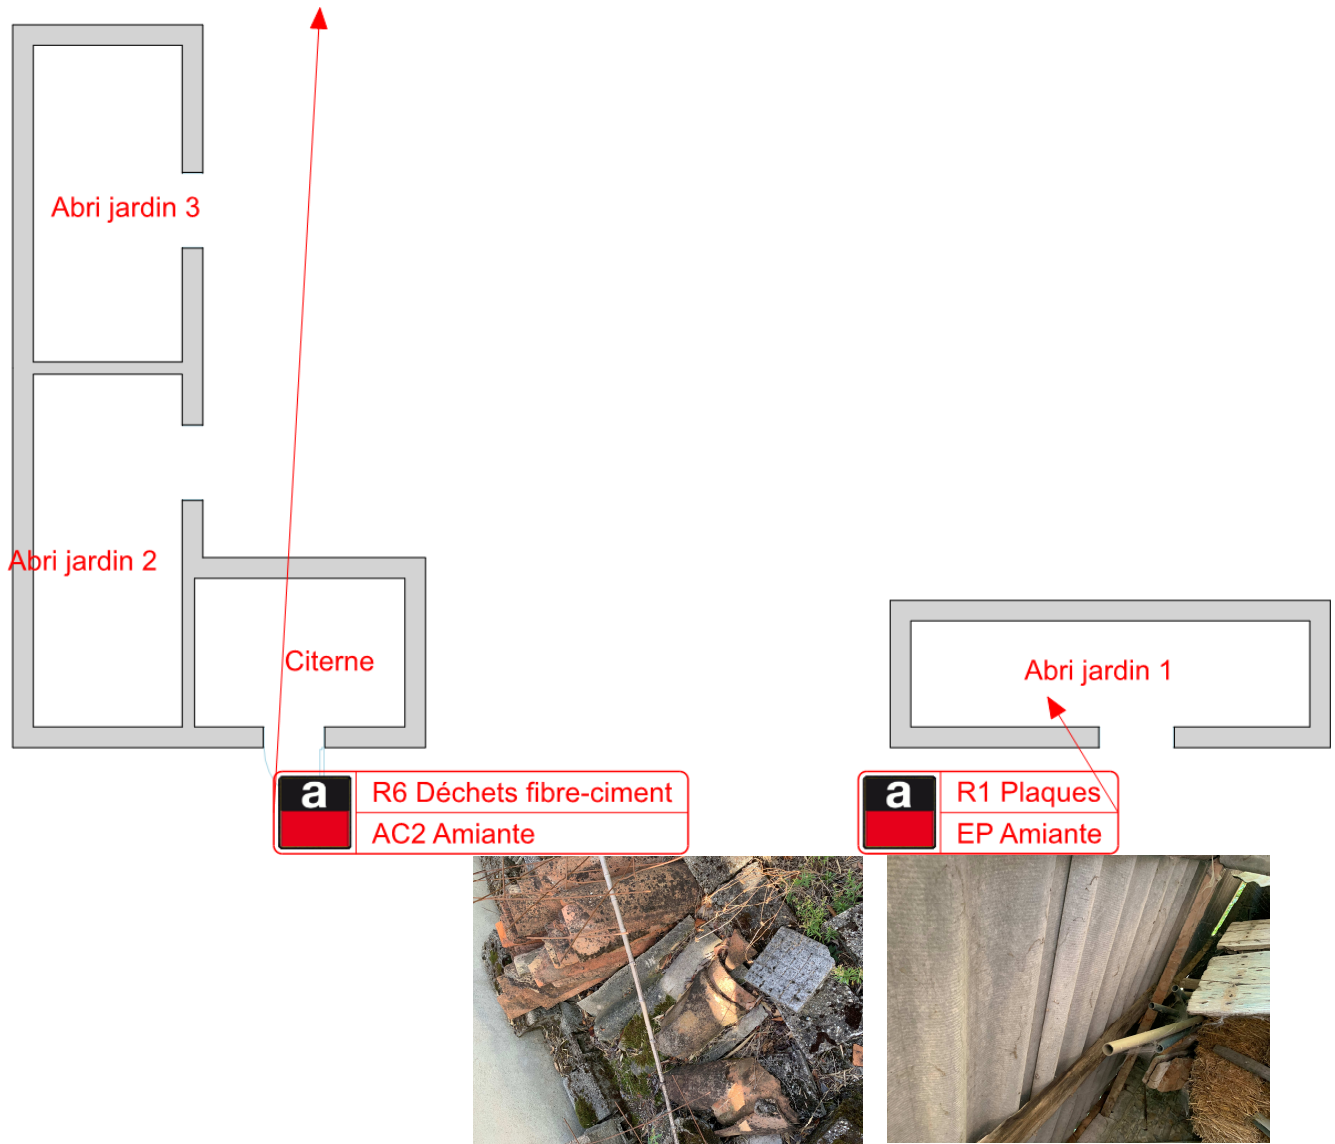 Abri jardin 3
Abri jardin 2
Citerne
Abri jardin 1
a
R6 Déchets fibre-ciment
AC2 Amiante
a
R1 Plaques
EP Amiante